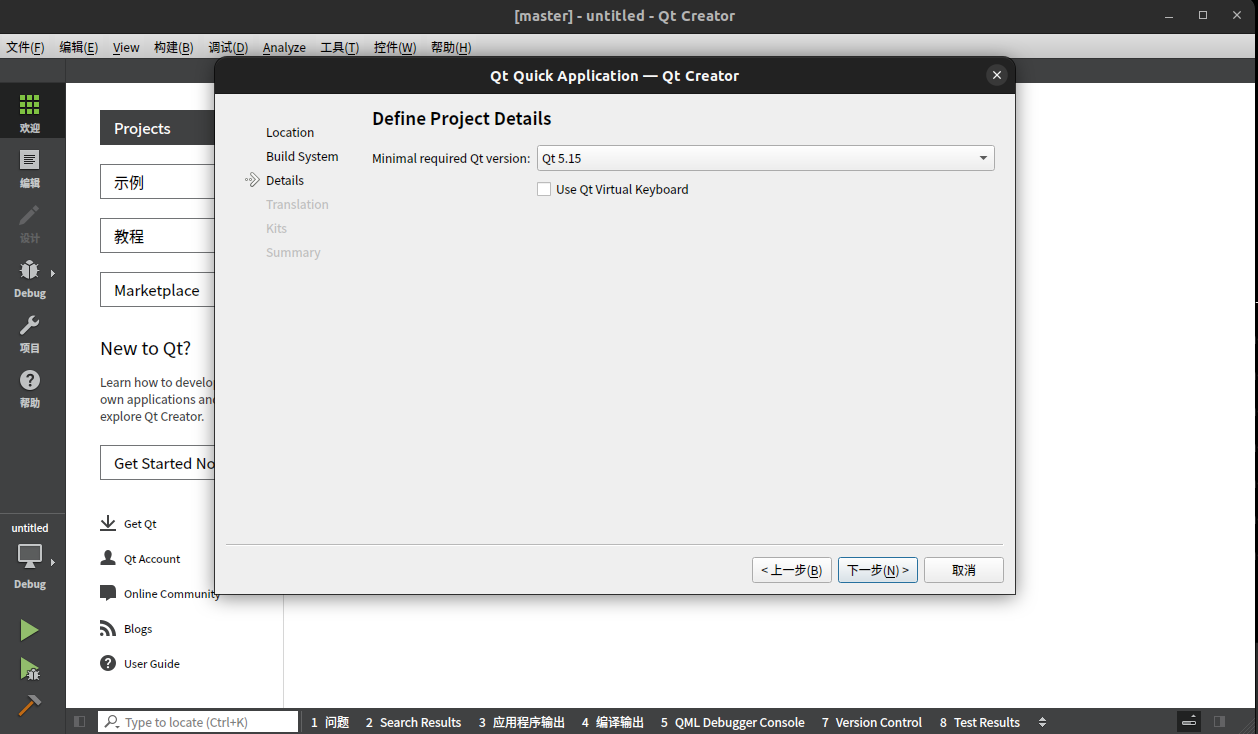 [master] - untitled - Qt Creator
文件(F) 编辑(E) View 构建(B) 调试(D) Analyze 工具(T) 控件(W) 帮助(H)
Qt Quick Application — Qt Creator
欢迎
编辑
设计
Debug
项目
帮助
untitled
Debug
Projects
示例
教程
Marketplace
New to Qt?
Learn how to develop
own applications and
explore Qt Creator.
Get Started No
Get Qt
Qt Account
Online Community
Blogs
User Guide
Location
Build System
Details
Translation
Kits
Summary
Define Project Details
Minimal required Qt version: Qt 5.15
Use Qt Virtual Keyboard
< 上一步(B) 下一步(N) > 取消
Type to locate (Ctrl+K) 1 问题 2 Search Results 3 应用程序输出 4 编译输出 5 QML Debugger Console 7 Version Control 8 Test Results